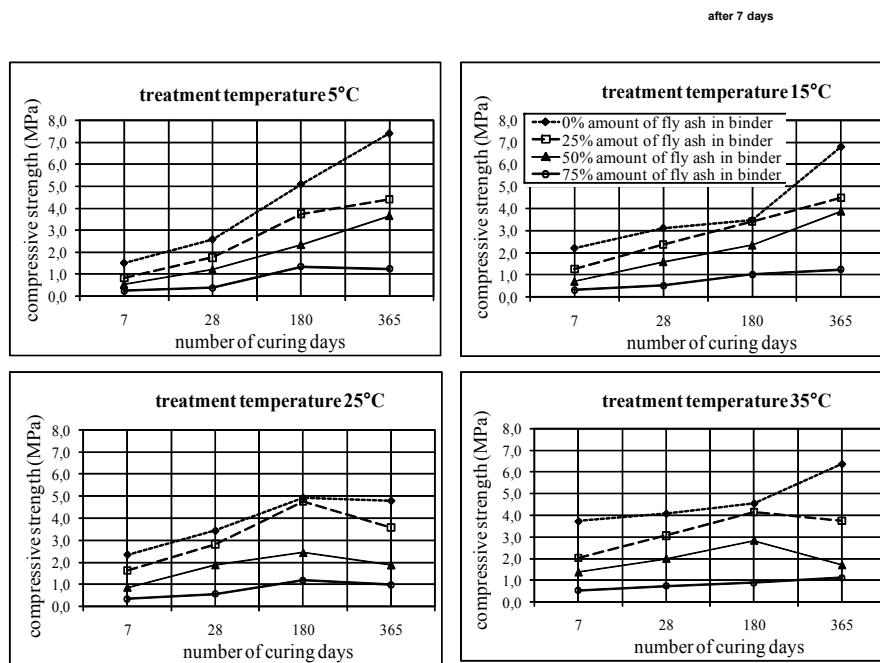 after 7 days
treatment temperature 5°C
compressive strength (MPa)
8,0
7,0
6,0
5,0
4,0
3,0
2,0
1,0
0,0
7 28 180 365
number of curing days
treatment temperature 15°C
compressive strength (MPa)
8,0
7,0
6,0
5,0
4,0
3,0
2,0
1,0
0,0
0% amount of fly ash in binder
25% amount of fly ash in binder
50% amount of fly ash in binder
75% amount of fly ash in binder
7 28 180 365
number of curing days
treatment temperature 25°C
compressive strength (MPa)
8,0
7,0
6,0
5,0
4,0
3,0
2,0
1,0
0,0
7 28 180 365
number of curing days
treatment temperature 35°C
compressive strength (MPa)
8,0
7,0
6,0
5,0
4,0
3,0
2,0
1,0
0,0
7 28 180 365
number of curing days